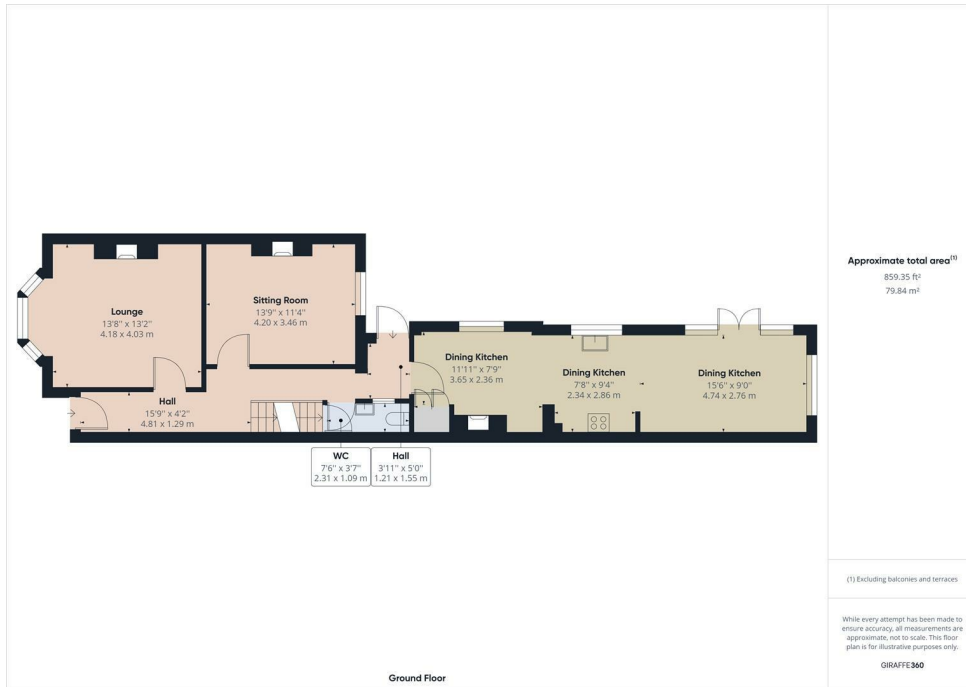 Lounge
13'8" x 13'2"
4.18 x 4.03 m
Sitting Room
13'9" x 11'4"
4.20 x 3.46 m
Hall
15'9" x 4'2"
4.81 x 1.29 m
WC
7'6" x 3'7"
2.31 x 1.09 m
Hall
3'11" x 5'0"
1.21 x 1.55 m
Dining Kitchen
11'11" x 7'9"
3.65 x 2.36 m
Dining Kitchen
7'8" x 9'4"
2.34 x 2.86 m
Dining Kitchen
15'6" x 9'0"
4.74 x 2.76 m
Ground Floor
Approximate total area(1)
859.35 ft²
79.84 m²
(1) Excluding balconies and terraces
While every attempt has been made to
ensure accuracy, all measurements are
approximate, not to scale. This floor
plan is for illustrative purposes only.
GIRAFFE360